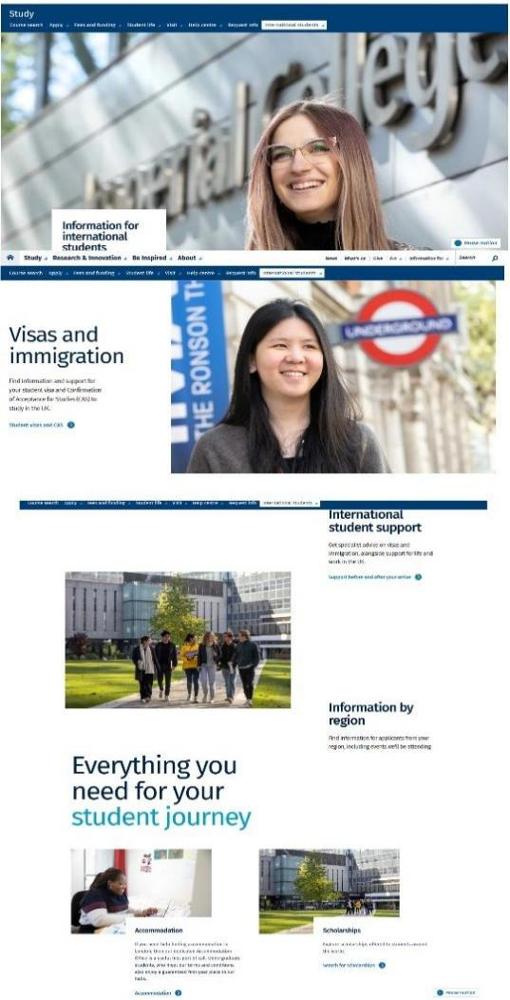 Study
Course search Apply Fees and funding Student life Visit Help centre Request info International students
Imperial College
Information for
international
students
Pause motion
Study Research & Innovation Be Inspired About
News What's on Give Information for Search
Course search Apply Fees and funding Student life Visit Help centre Request info International students
Visas and
immigration
Find information and support for
your student visa and Confirmation
of Acceptance for Studies (CAS) to
study in the UK.
Student visas and CAS
THE RONSON TH
UNDERGROUND
Course search Apply Fees and funding Student life Visit Help centre Request info International students
International
student support
Get specialist advice on visas and
immigration, alongside support for life and
work in the UK.
Support before and after your arrive
Information by
region
Find information for applicants from your
region, including events we'll be attending
Everything you
need for your
student journey
Accommodation
If you need help finding accommodation in
London, then our dedicated Accommodation
Office is a useful first port of call. Undergraduate
students, who meet our terms and conditions,
also enjoy a guaranteed first-year place in our
halls.
Accommodation
Scholarships
Explore scholarships offered to students around
the world.
Search for scholarships
Pause motion